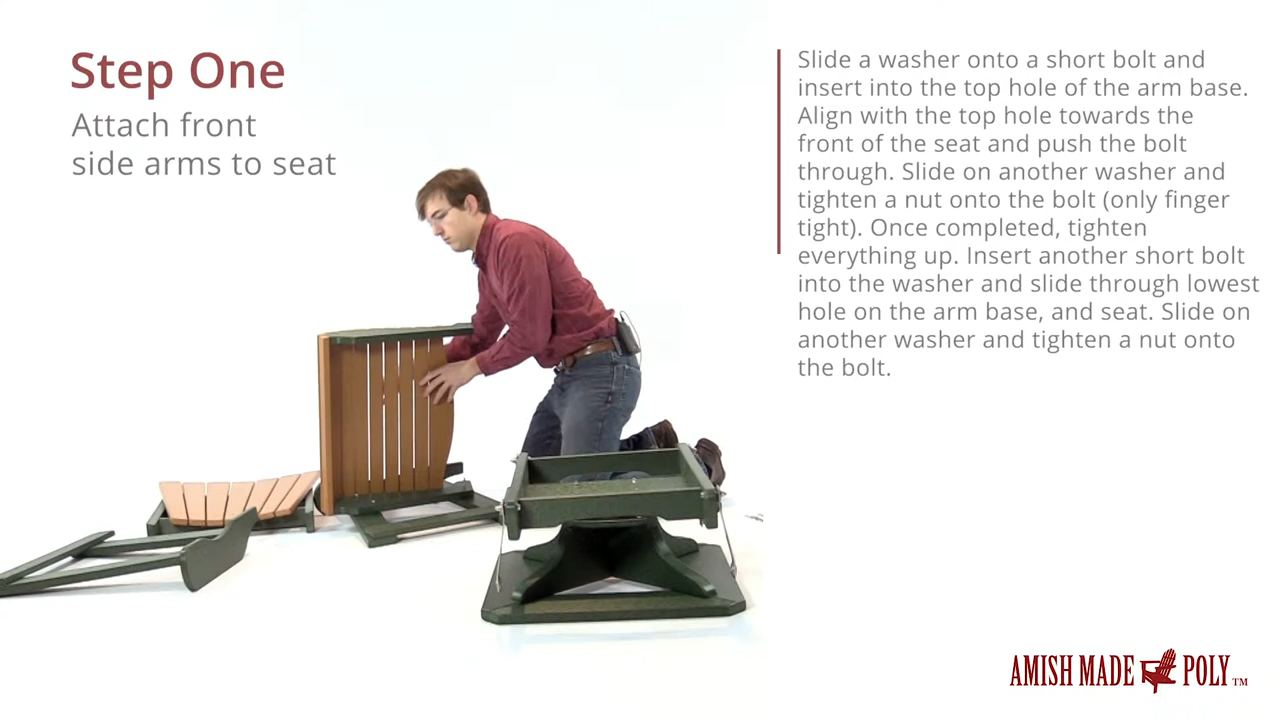 Step One
Attach front
side arms to seat
Slide a washer onto a short bolt and
insert into the top hole of the arm base.
Align with the top hole towards the
front of the seat and push the bolt
through. Slide on another washer and
tighten a nut onto the bolt (only finger
tight). Once completed, tighten
everything up. Insert another short bolt
into the washer and slide through lowest
hole on the arm base, and seat. Slide on
another washer and tighten a nut onto
the bolt.
AMISH MADE POLY TM